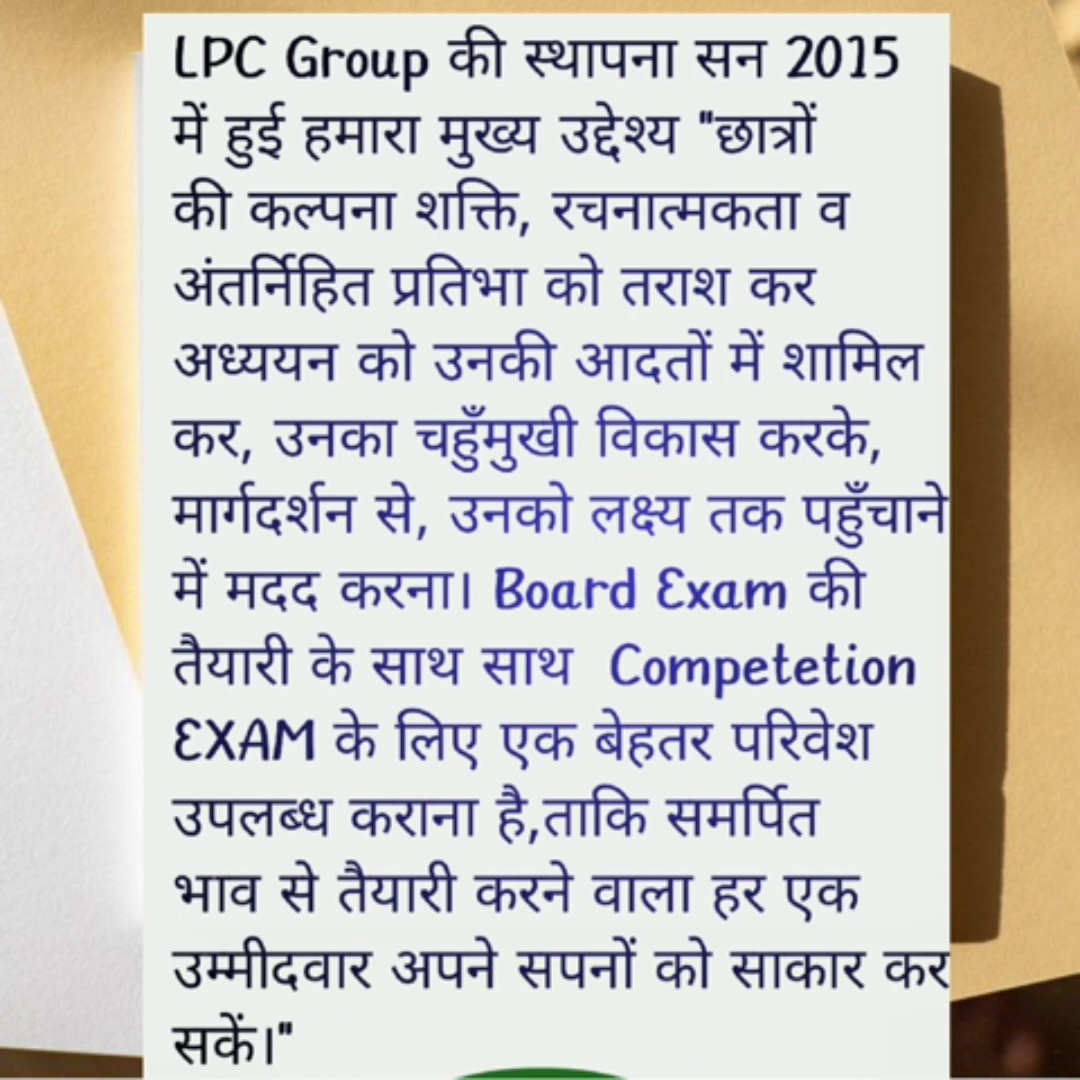 LPC Group की स्थापना सन 2015
में हुई हमारा मुख्य उद्देश्य "छात्रों
की कल्पना शक्ति, रचनात्मकता व
अंतर्निहित प्रतिभा को तराश कर
अध्ययन को उनकी आदतों में शामिल
कर, उनका चहुँमुखी विकास करके,
मार्गदर्शन से, उनको लक्ष्य तक पहुँचाने
में मदद करना। Board Exam की
तैयारी के साथ साथ Competetion
EXAM के लिए एक बेहतर परिवेश
उपलब्ध कराना है,ताकि समर्पित
भाव से तैयारी करने वाला हर एक
उम्मीदवार अपने सपनों को साकार कर
सकें।"